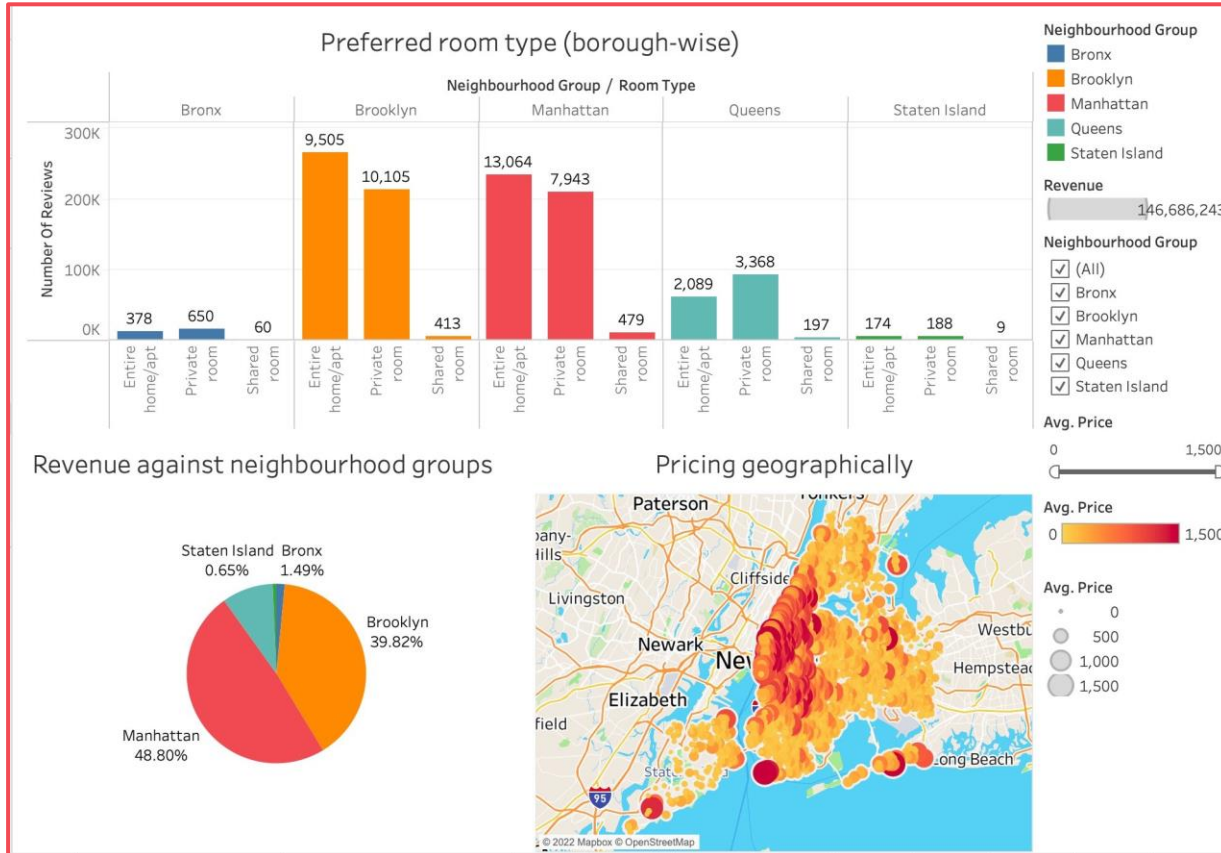 Preferred room type (borough-wise)
Neighbourhood Group / Room Type
Bronx
Brooklyn
Manhattan
Queens
Staten Island
Number Of Reviews
300K
200K
100K
0K
378
650
60
9,505
10,105
413
13,064
7,943
479
2,089
3,368
197
174
188
9
Entire
home/apt
Private
room
Shared
room
Entire
home/apt
Private
room
Shared
room
Entire
home/apt
Private
room
Shared
room
Entire
home/apt
Private
room
Shared
room
Entire
home/apt
Private
room
Shared
room
Neighbourhood Group
Bronx
Brooklyn
Manhattan
Queens
Staten Island
Revenue
146,686,243
Neighbourhood Group
(All)
Bronx
Brooklyn
Manhattan
Queens
Staten Island
Avg. Price
0
1,500
Avg. Price
0
1,500
Avg. Price
0
500
1,000
1,500
Revenue against neighbourhood groups
Staten Island
0.65%
Bronx
1.49%
Brooklyn
39.82%
Manhattan
48.80%
Pricing geographically
Paterson
Livingston
Cliffside
Newark
Elizabeth
Hempstead
Long Beach
95
© 2022 Mapbox © OpenStreetMap